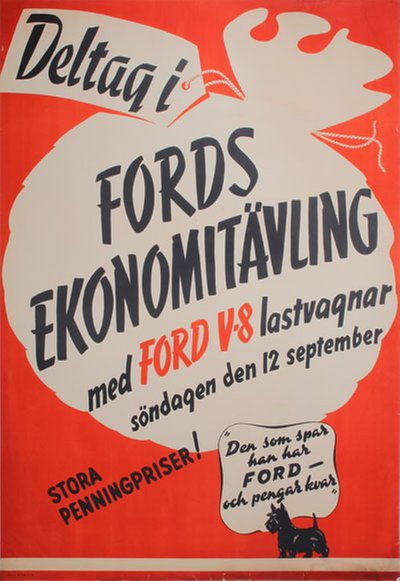 Deltag i
FORDS
EKONOMITÄVLING
med FORD V-8 lastvagnar
söndagen den 12 september
STORA
PENNINGPRISER!
"Den som spar
han har
FORD —
och pengar kvar"